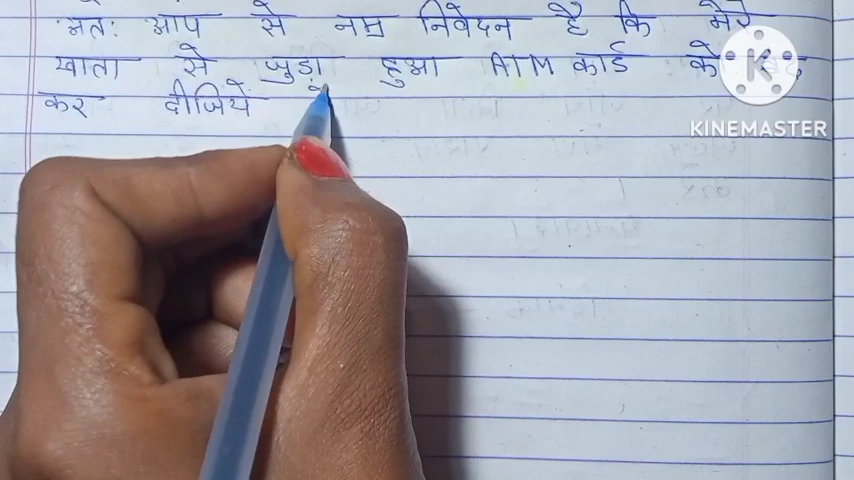 अतः आप से नम्र निवेदन है कि मेरे
खाता से जुड़ा हुआ ATM कार्ड के
कर दीजिये
KINEMASTER